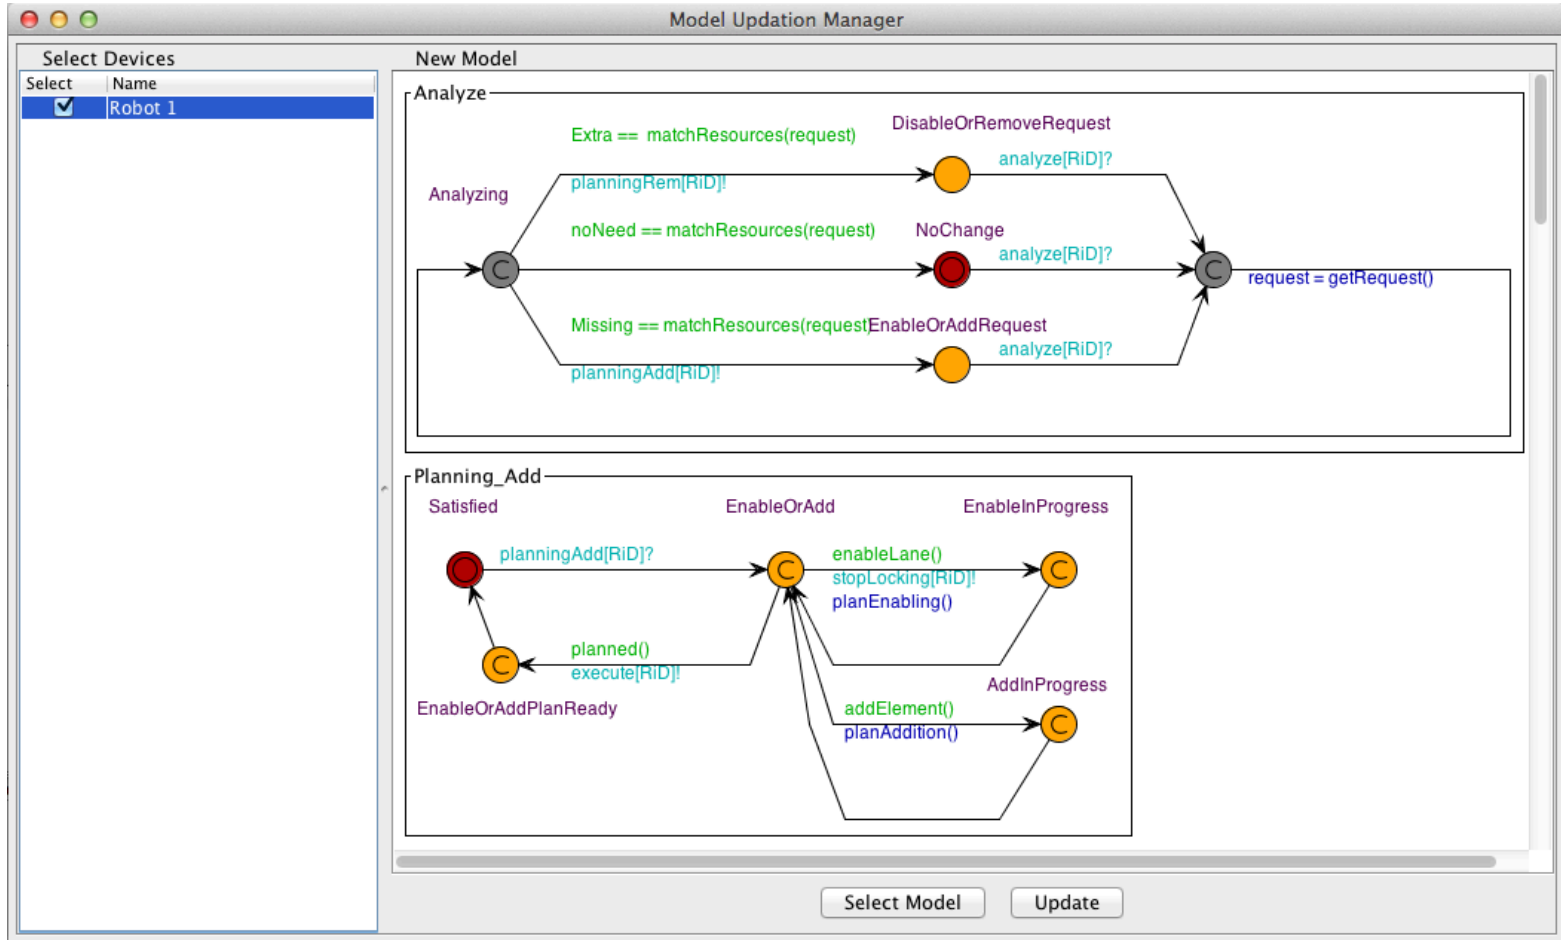 Model Updation Manager
Select Devices
New Model
Select
Name
Robot 1
Analyze
Extra == matchResources(request)
DisableOrRemoveRequest
analyze[RiD]?
planningRem[RiD]!
Analyzing
noNeed == matchResources(request)
NoChange
analyze[RiD]?
C
C
request = getRequest()
Missing == matchResources(request)
EnableOrAddRequest
analyze[RiD]?
planningAdd[RiD]!
Planning_Add
Satisfied
EnableOrAdd
EnableInProgress
planningAdd[RiD]?
C
enableLane()
stopLocking[RiD]!
planEnabling()
C
planned()
execute[RiD]!
C
EnableOrAddPlanReady
AddInProgress
addElement()
planAddition()
C
Select Model
Update